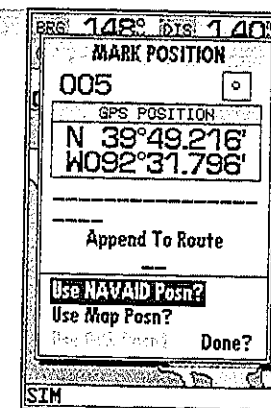 BRG 148° DIS 1.40
MARK POSITION
005
GPS POSITION
N 39°49.216'
W092°31.796'
Append To Route
Use NAVAID Posn?
Use Map Posn?
Done?
SIM